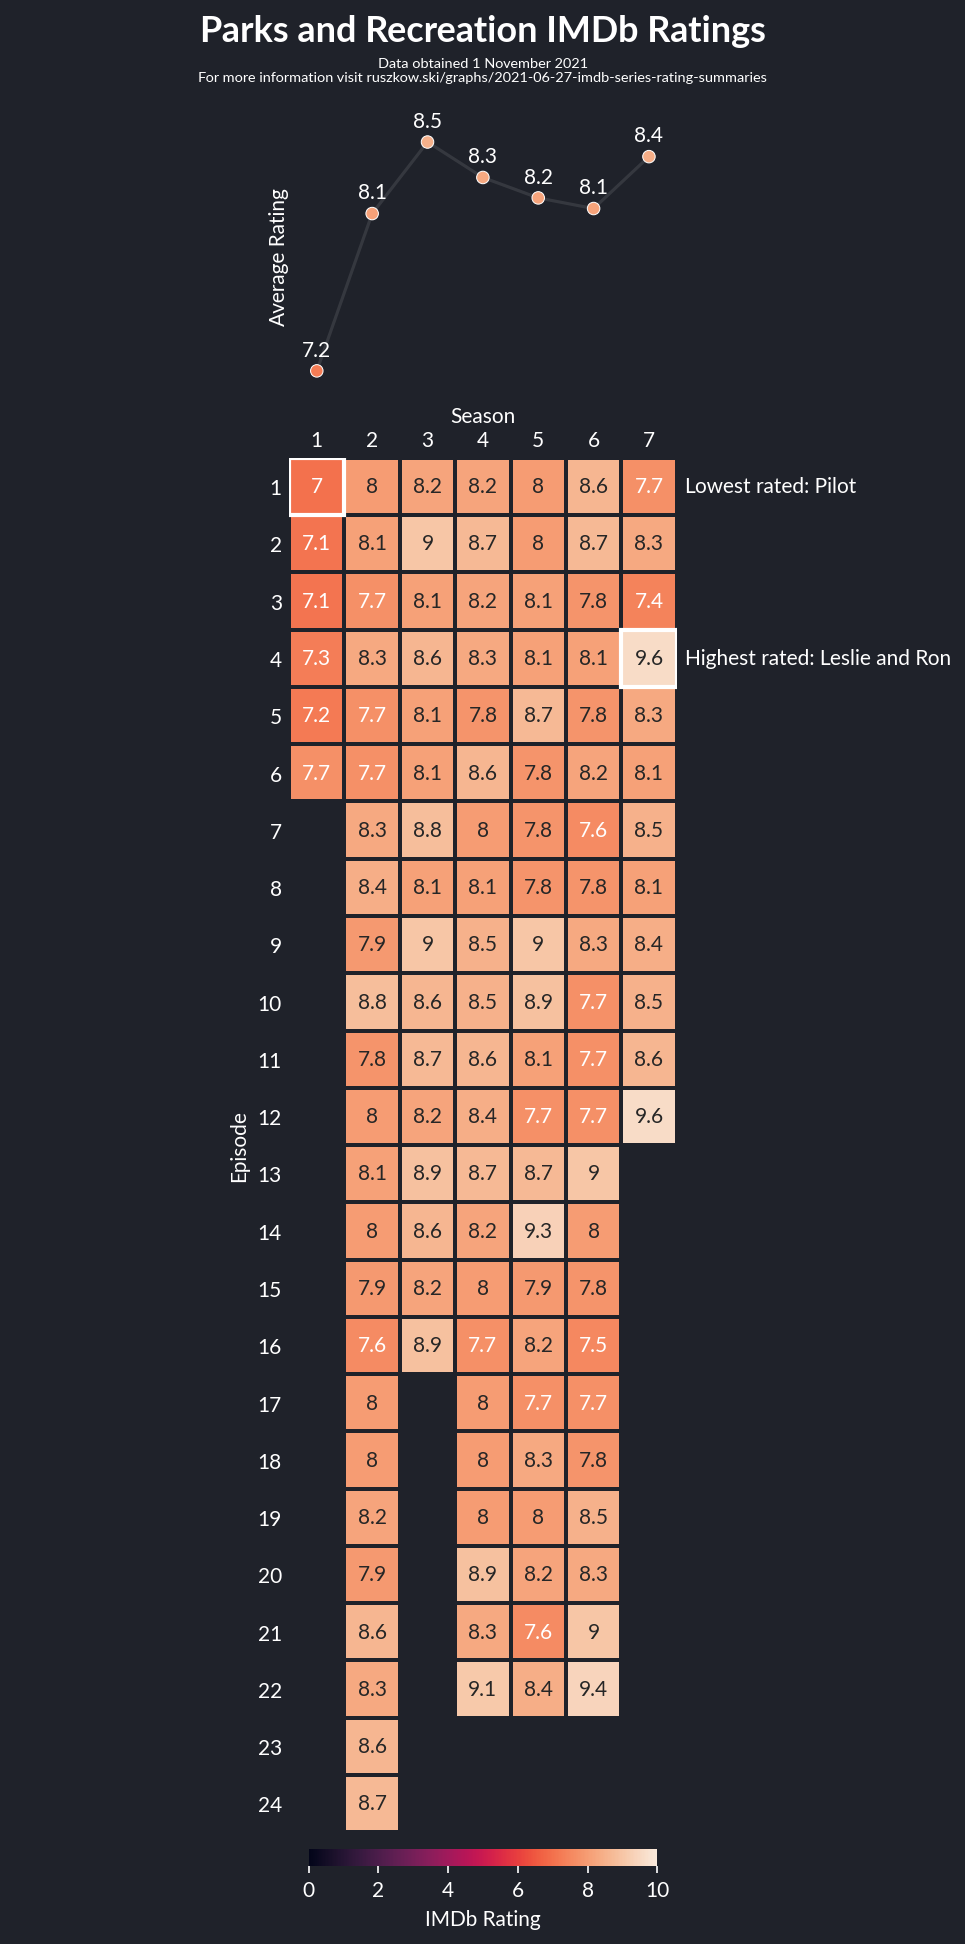 Parks and Recreation IMDb Ratings
Data obtained 1 November 2021
For more information visit ruszkow.ski/graphs/2021-06-27-imdb-series-rating-summaries
8.5
8.4
8.3
8.2
8.1
8.1
Average Rating
7.2
Season
1 2 3 4 5 6 7
1 7 8 8.2 8.2 8 8.6 7.7 Lowest rated: Pilot
2 7.1 8.1 9 8.7 8 8.7 8.3
3 7.1 7.7 8.1 8.2 8.1 7.8 7.4
4 7.3 8.3 8.6 8.3 8.1 8.1 9.6 Highest rated: Leslie and Ron
5 7.2 7.7 8.1 7.8 8.7 7.8 8.3
6 7.7 7.7 8.1 8.6 7.8 8.2 8.1
7 8.3 8.8 8 7.8 7.6 8.5
8 8.4 8.1 8.1 7.8 7.8 8.1
9 7.9 9 8.5 9 8.3 8.4
10 8.8 8.6 8.5 8.9 7.7 8.5
11 7.8 8.7 8.6 8.1 7.7 8.6
12 8 8.2 8.4 7.7 7.7 9.6
Episode
13 8.1 8.9 8.7 8.7 9
14 8 8.6 8.2 9.3 8
15 7.9 8.2 8 7.9 7.8
16 7.6 8.9 7.7 8.2 7.5
17 8 8 7.7 7.7
18 8 8 8.3 7.8
19 8.2 8 8 8.5
20 7.9 8.9 8.2 8.3
21 8.6 8.3 7.6 9
22 8.3 9.1 8.4 9.4
23 8.6
24 8.7
0 2 4 6 8 10
IMDb Rating